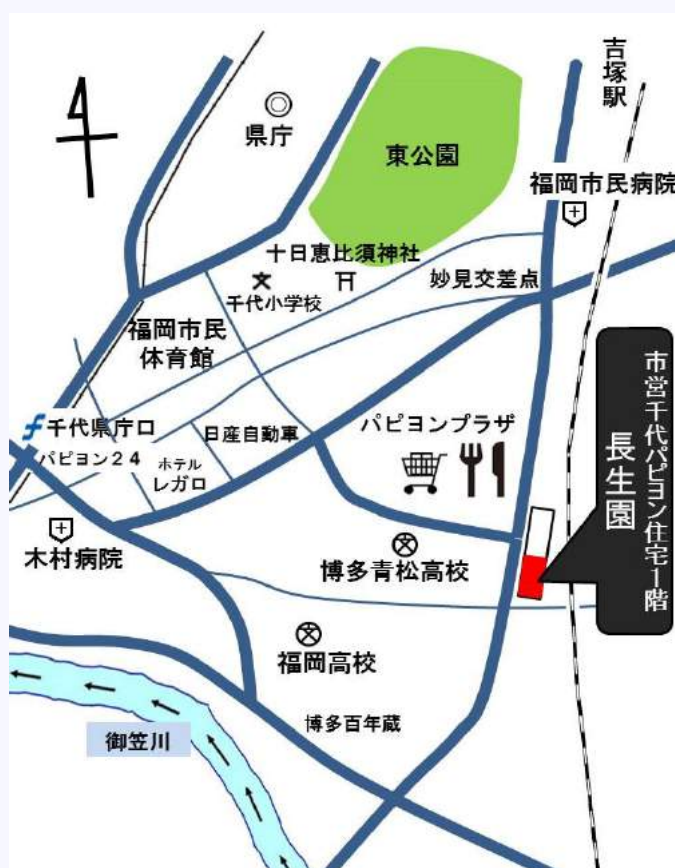 吉塚駅
県庁
東公園
福岡市民病院
十日恵比須神社
千代小学校
妙見交差点
福岡市民
体育館
市営千代パピヨン住宅1階
長生園
千代県庁口
日産自動車
パピヨンプラザ
パピヨン24
ホテル
レガロ
木村病院
博多青松高校
福岡高校
博多百年蔵
御笠川